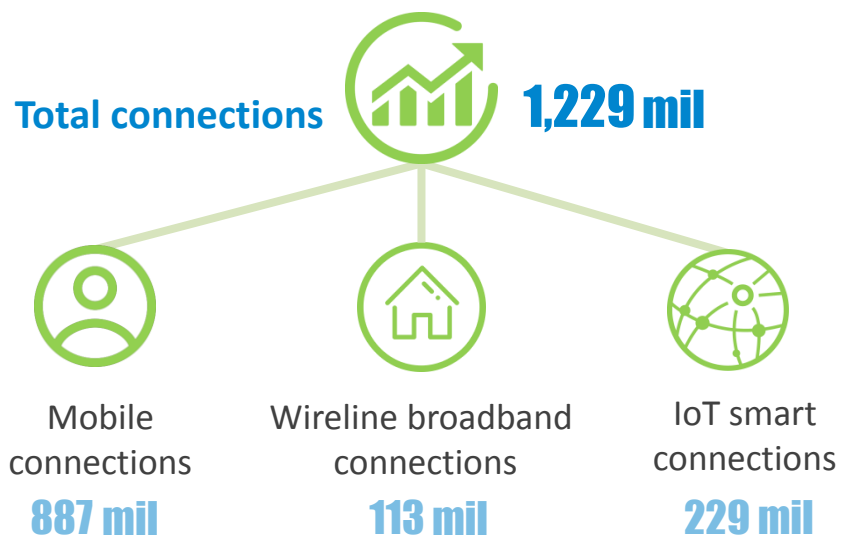 Total connections
1,229 mil
Mobile
connections
887 mil
Wireline broadband
connections
113 mil
IoT smart
connections
229 mil